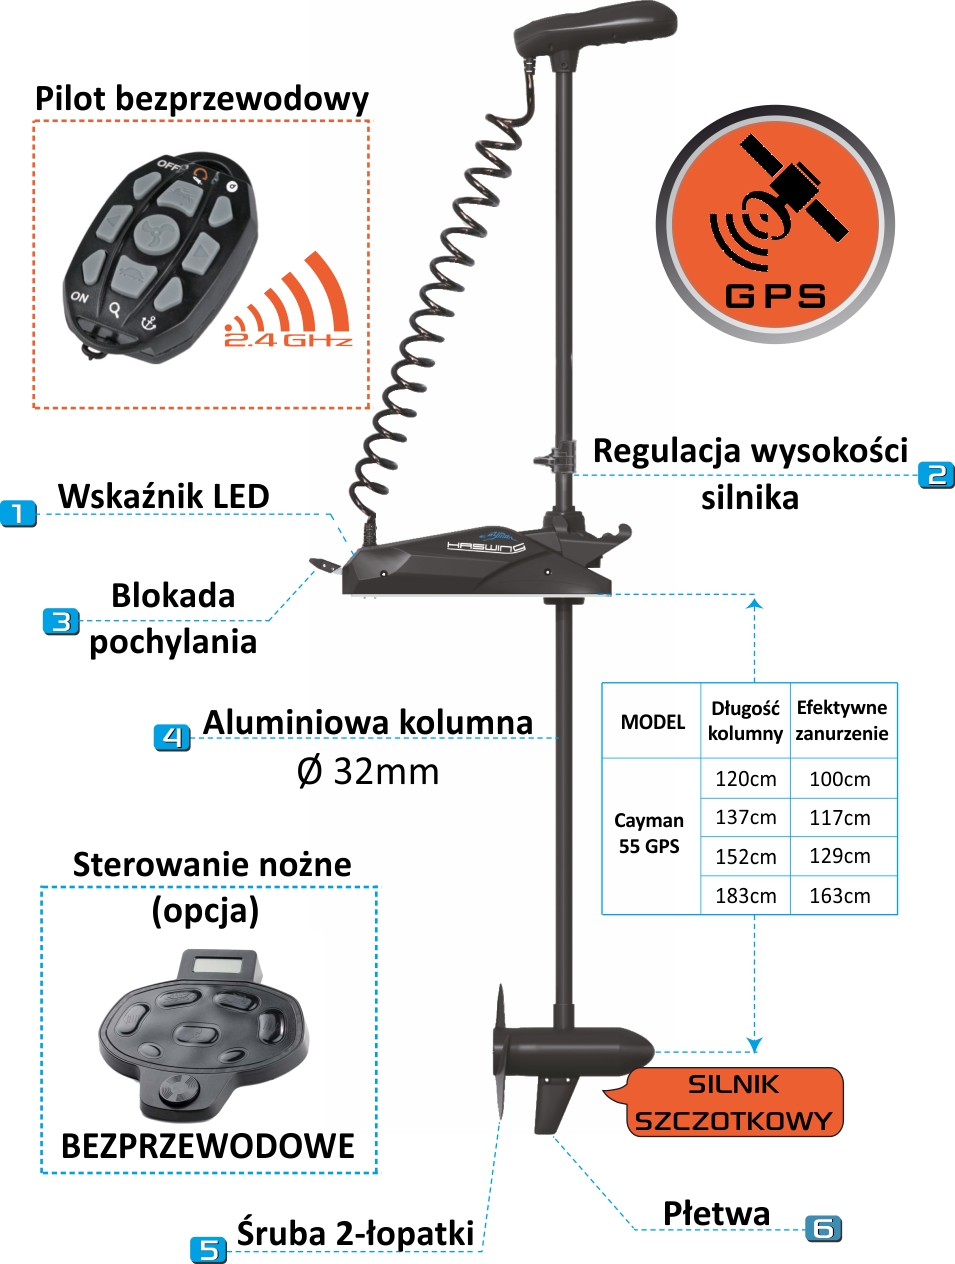 Pilot bezprzewodowy
OFF
ON
2.4 GHz
GPS
Regulacja wysokości
2
silnika
1
Wskaźnik LED
HASWING
3
Blokada
pochylania
4
Aluminiowa kolumna
Ø 32mm
MODEL
Długość
kolumny
Efektywne
zanurzenie
Cayman
55 GPS
120cm 100cm
137cm 117cm
152cm 129cm
183cm 163cm
Sterowanie nożne
(opcja)
BEZPRZEWODOWE
SILNIK
SZCZOTKOWY
Płetwa
6
5
Śruba 2-łopatki